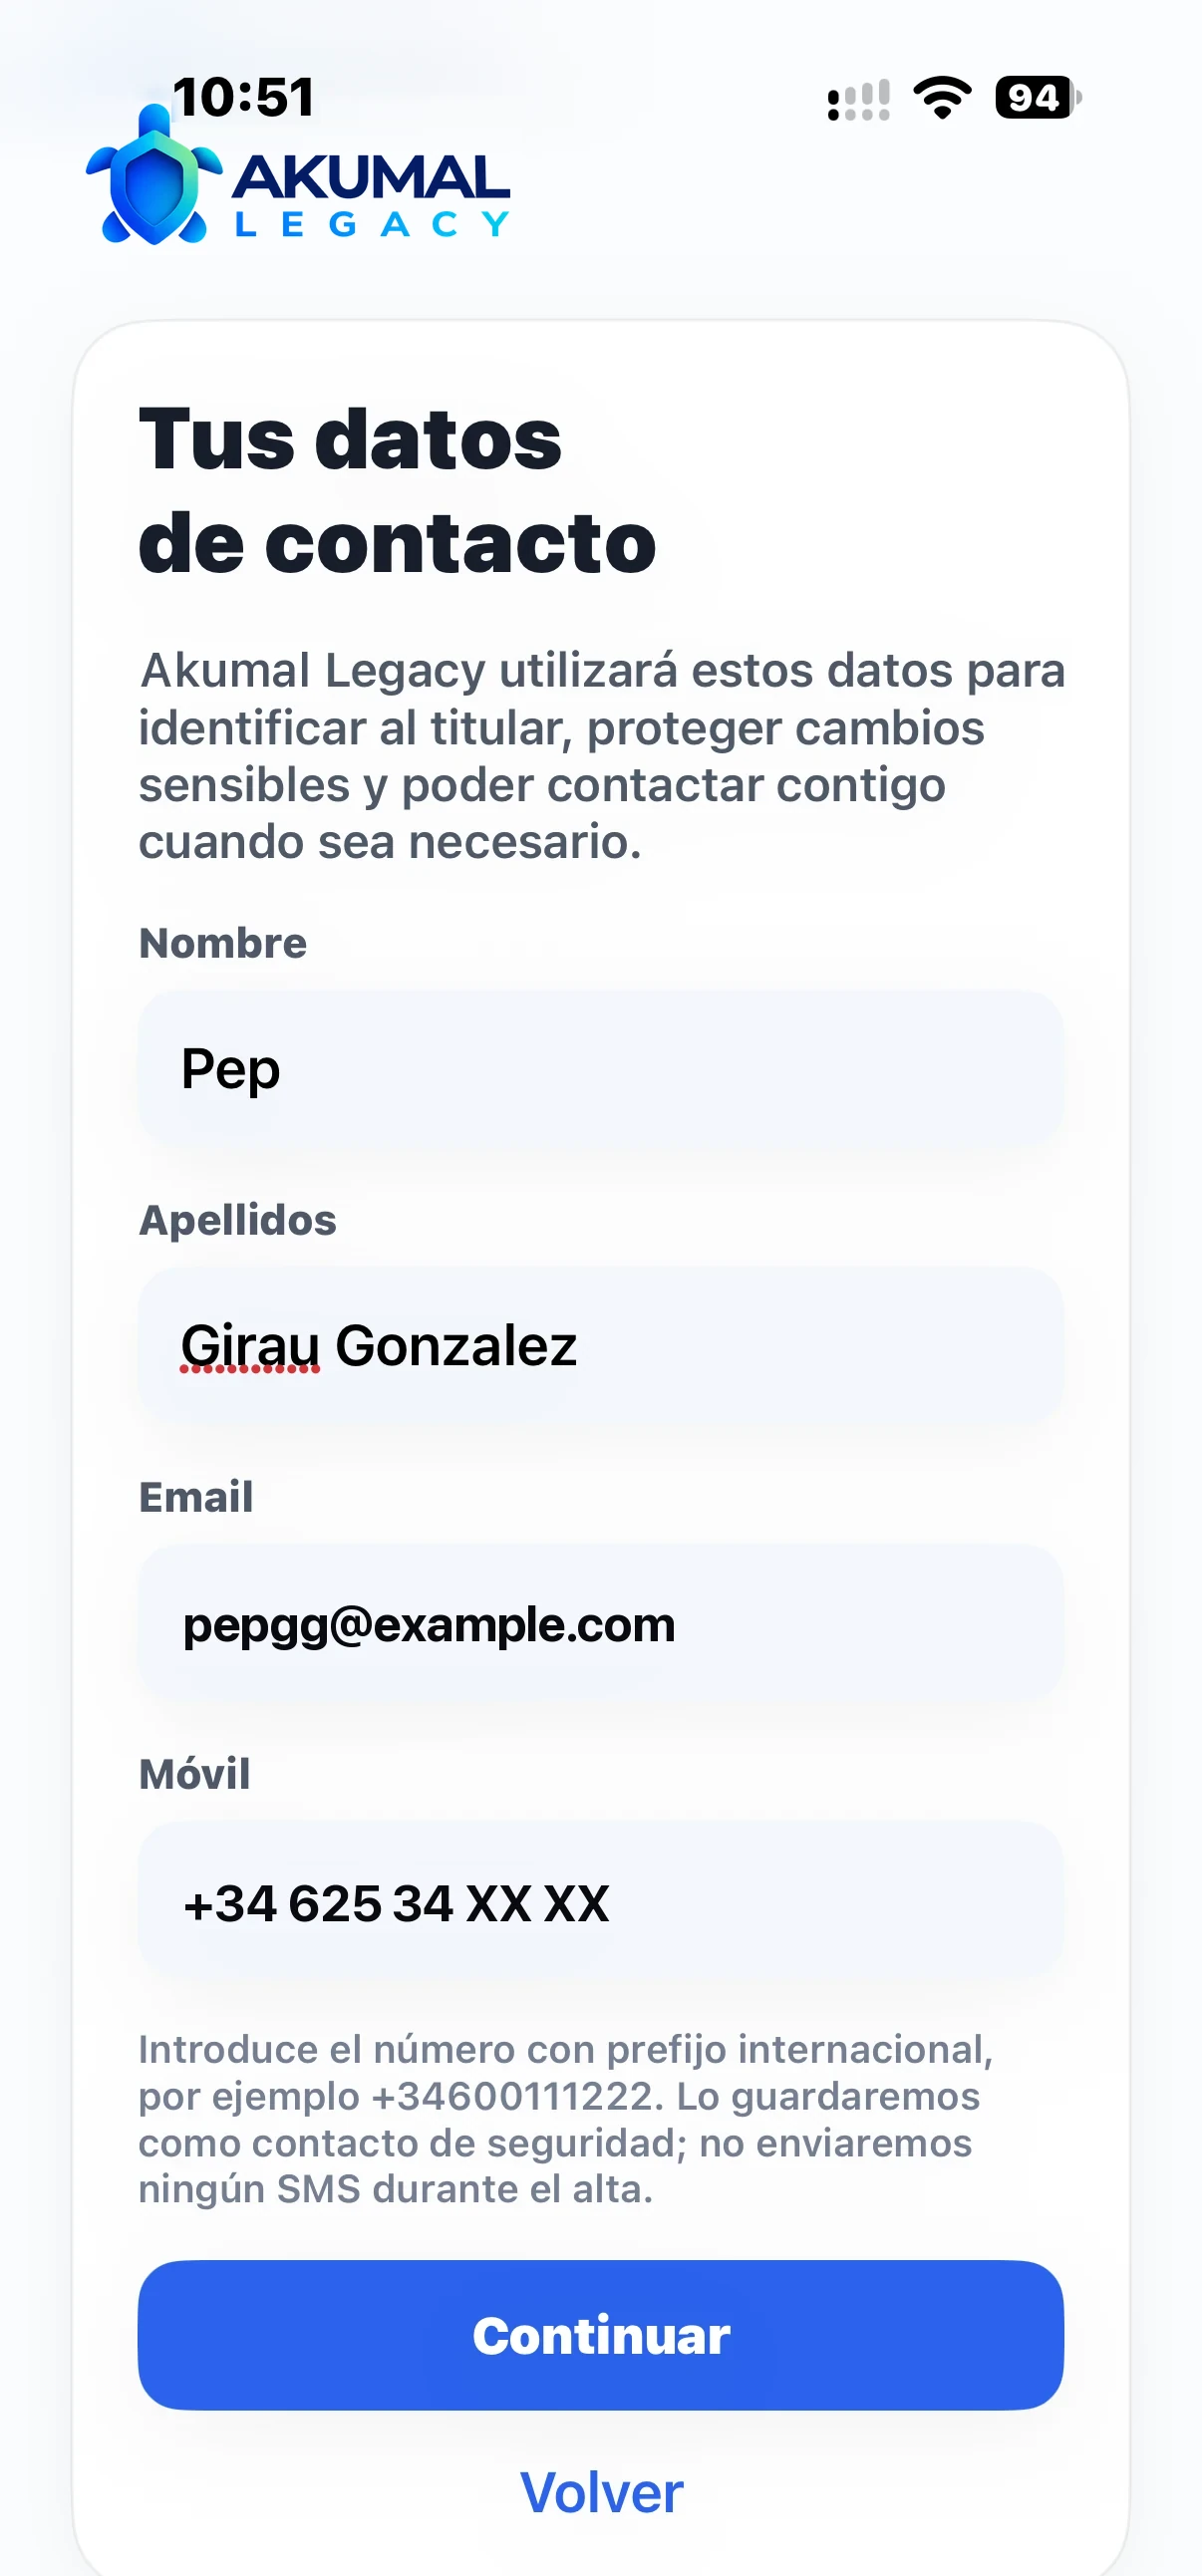 10:51
94
AKUMAL
LEGACY
Tus datos
de contacto
Akumal Legacy utilizará estos datos para
identificar al titular, proteger cambios
sensibles y poder contactar contigo
cuando sea necesario.
Nombre
Pep
Apellidos
Girau Gonzalez
Email
pepgg@example.com
Móvil
+34 625 34 XX XX
Introduce el número con prefijo internacional,
por ejemplo +34600111222. Lo guardaremos
como contacto de seguridad; no enviaremos
ningún SMS durante el alta.
Continuar
Volver